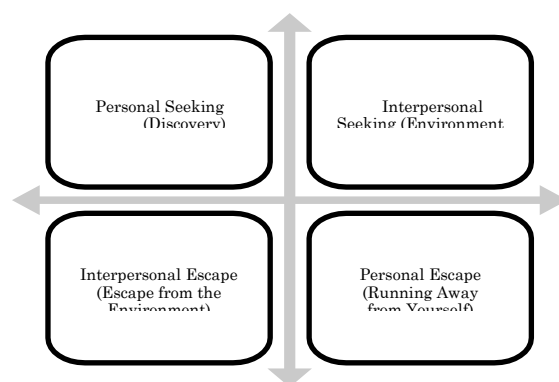 Personal Seeking
(Discovery)
Interpersonal
Seeking (Environment
Interpersonal Escape
(Escape from the
Environment)
Personal Escape
(Running Away
from Yourself)